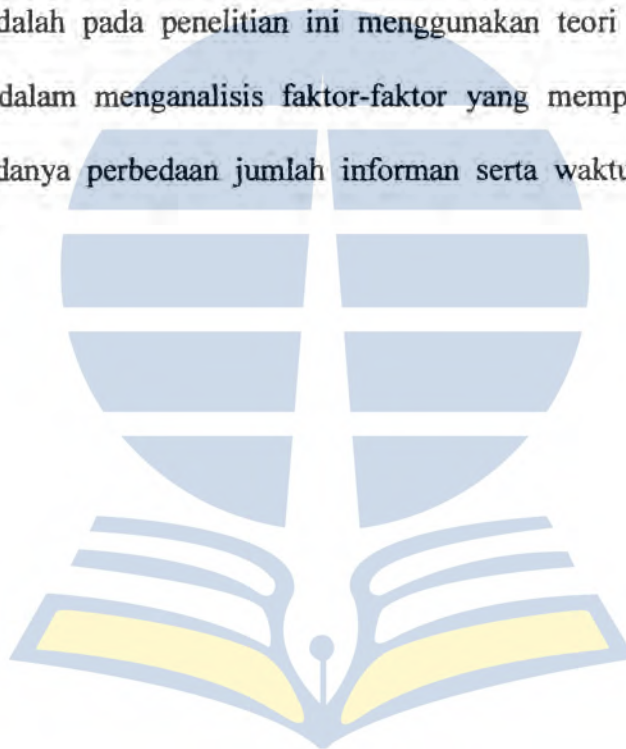 dalah pada penelitian ini menggunakan teori
dalam menganalisis faktor-faktor yang memp
danya perbedaan jumlah informan serta waktu